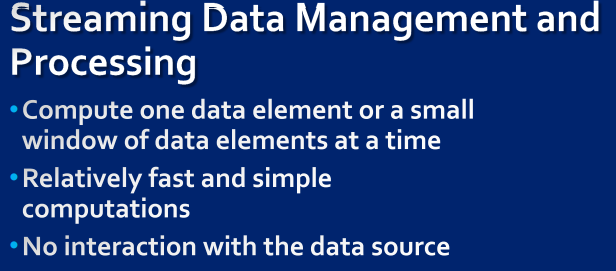 Streaming Data Management and
Processing
•Compute one data element or a small
window of data elements at a time
•Relatively fast and simple
computations
•No interaction with the data source